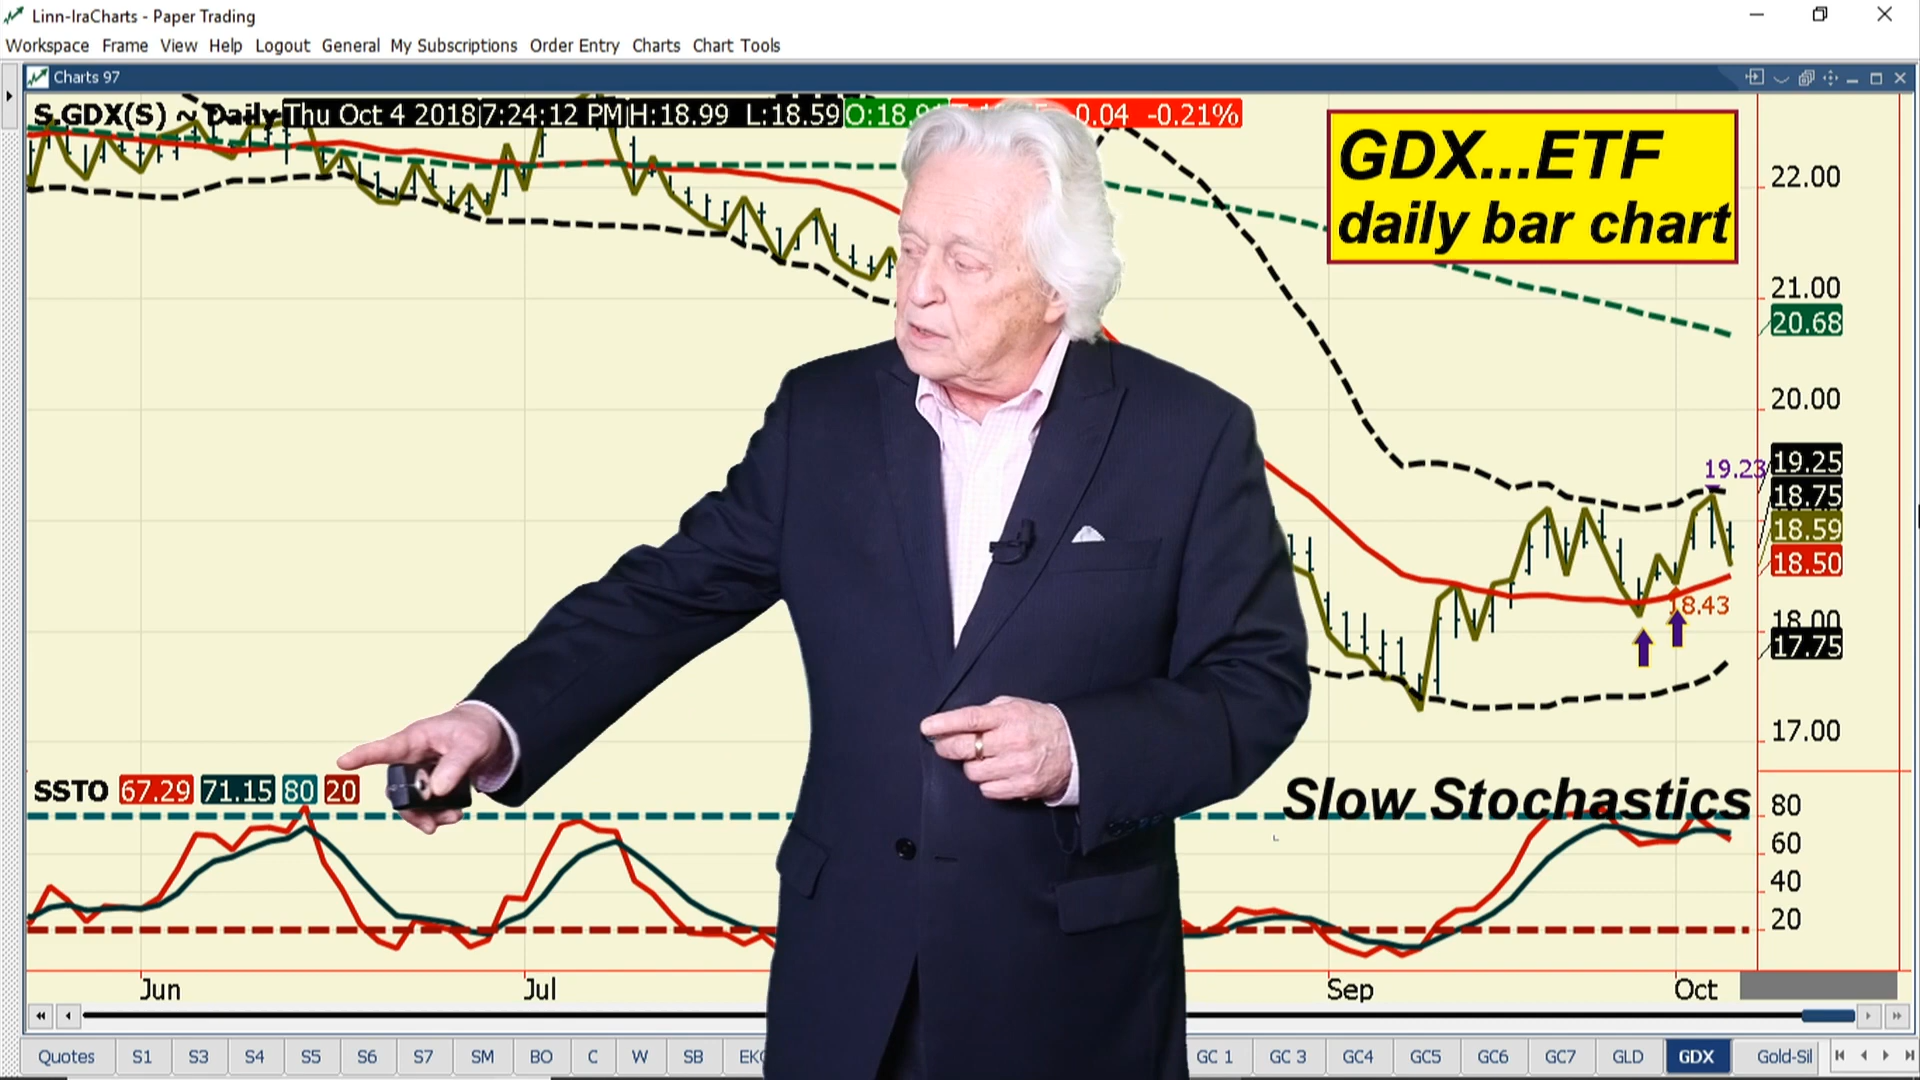 Linn-IraCharts - Paper Trading
Workspace Frame View Help Logout General My Subscriptions Order Entry Charts Chart Tools
Charts 97
S.GDX(S) ~ Daily Thu Oct 4 2018 7:24:12 PM H:18.99 L:18.59 0.04 -0.21%
GDX...ETF
daily bar chart
22.00
21.00
20.68
20.00
19.23 19.25
18.75
18.59
18.50
18.43
18.00
17.75
17.00
SSTO 67.29 71.15 80 20
Slow Stochastics
80
60
40
20
Jun Jul Sep Oct
Quotes S1 S3 S4 S5 S6 S7 SM BO C W SB GC 1 GC 3 GC4 GC5 GC6 GC7 GLD GDX Gold-Sil